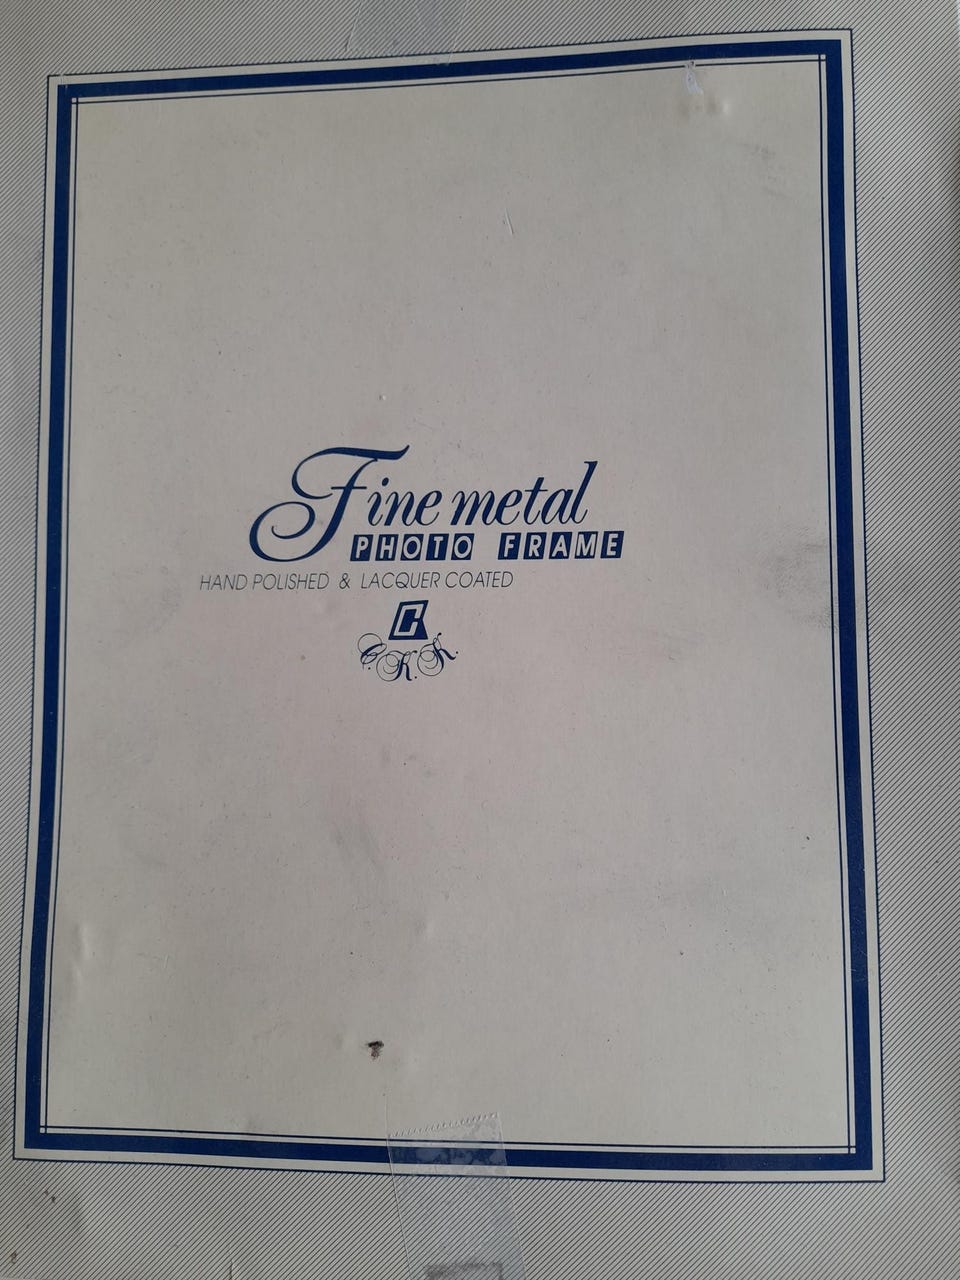 Fine metal
PHOTO FRAME
HAND POLISHED & LACQUER COATED
C
C.K.K.